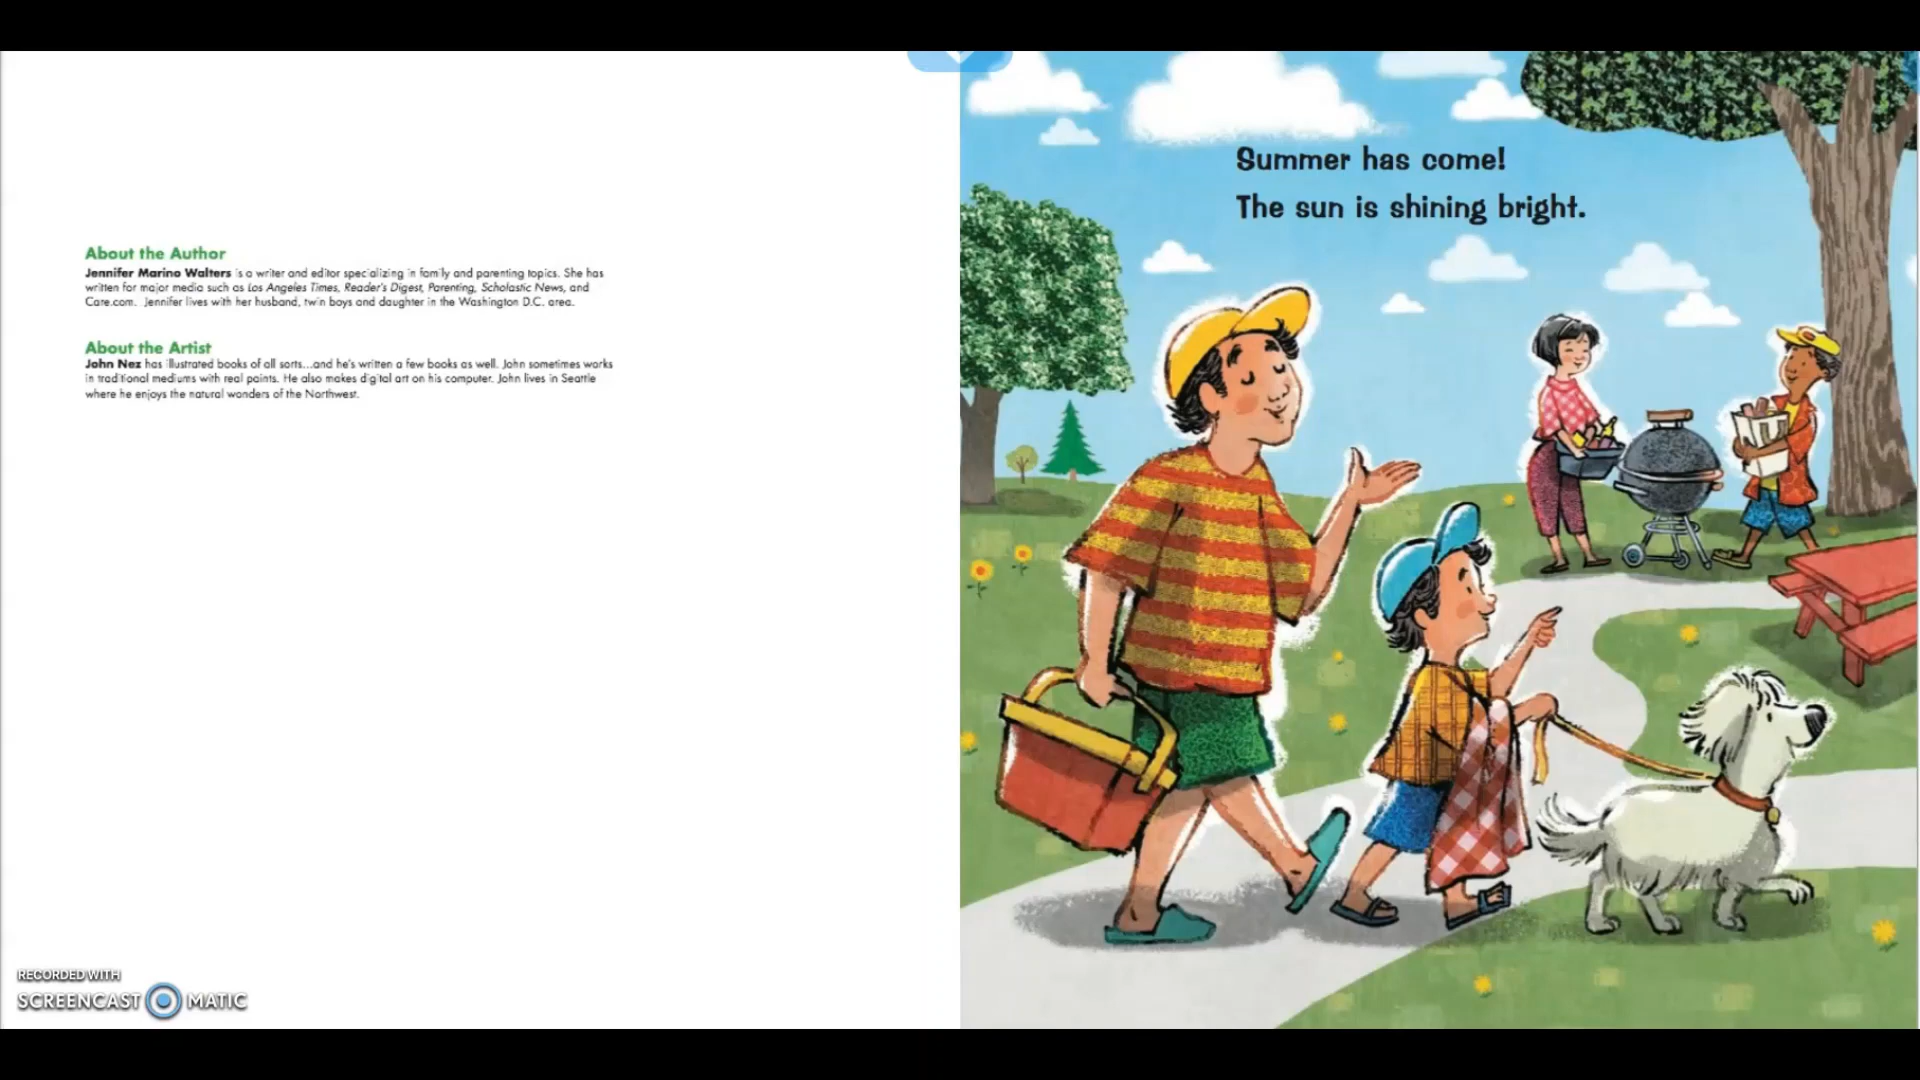 About the Author
Jennifer Marino Walters is a writer and editor specializing in family and parenting topics. She has
written for major media such as Los Angeles Times, Reader's Digest, Parenting, Scholastic News, and
Care.com. Jennifer lives with her husband, twin boys and daughter in the Washington D.C. area.
About the Artist
John Nez has illustrated books of all sorts...and he's written a few books as well. John sometimes works
in traditional mediums with real paints. He also makes digital art on his computer. John lives in Seattle
where he enjoys the natural wonders of the Northwest.
Summer has come!
The sun is shining bright.
RECORDED WITH
SCREENCAST MATIC